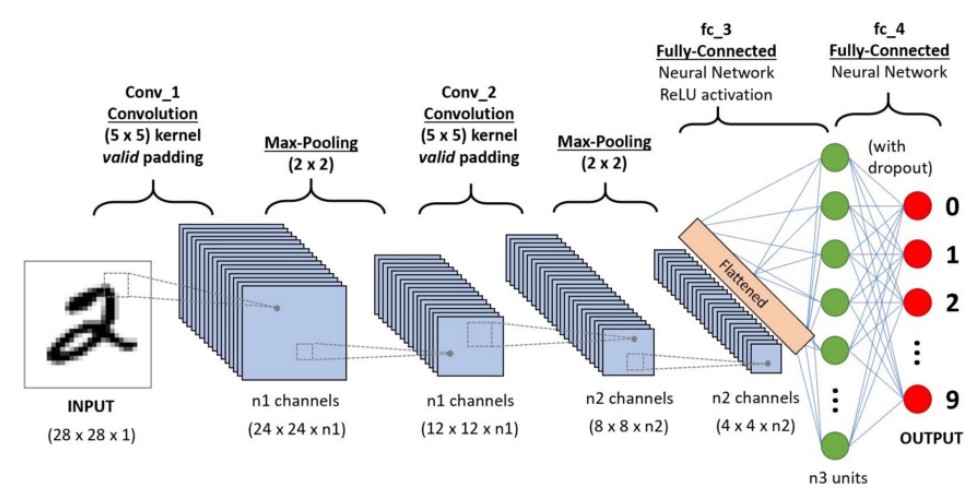 fc_3
Fully-Connected
Neural Network
ReLU activation
fc_4
Fully-Connected
Neural Network
Conv_1
Convolution
(5 x 5) kernel
valid padding
Max-Pooling
(2 x 2)
Conv_2
Convolution
(5 x 5) kernel
valid padding
Max-Pooling
(2 x 2)
(with
dropout)
Flattened
0
1
2
9
INPUT
(28 x 28 x 1)
n1 channels
(24 x 24 x n1)
n1 channels
(12 x 12 x n1)
n2 channels
(8 x 8 x n2)
n2 channels
(4 x 4 x n2)
OUTPUT
n3 units